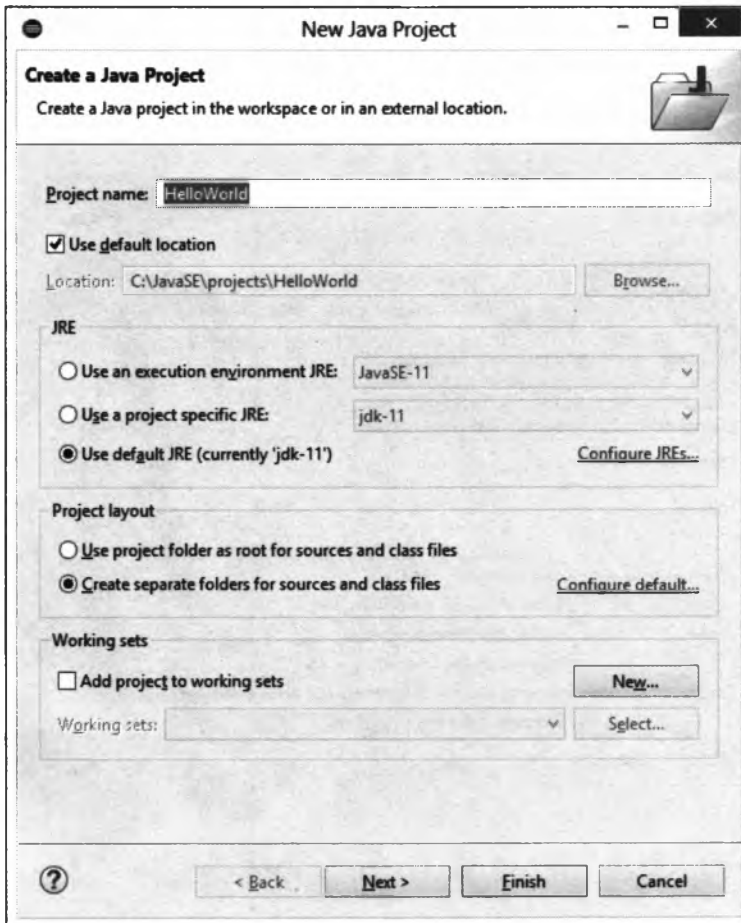 New Java Project
Create a Java Project
Create a Java project in the workspace or in an external location.
Project name: HelloWorld
Use default location
Location: C:\JavaSE\projects\HelloWorld Browse...
JRE
Use an execution environment JRE: JavaSE-11
Use a project specific JRE: jdk-11
Use default JRE (currently 'jdk-11') Configure JREs...
Project layout
Use project folder as root for sources and class files
Create separate folders for sources and class files Configure default...
Working sets
Add project to working sets New...
Working sets: Select...
? < Back Next > Finish Cancel